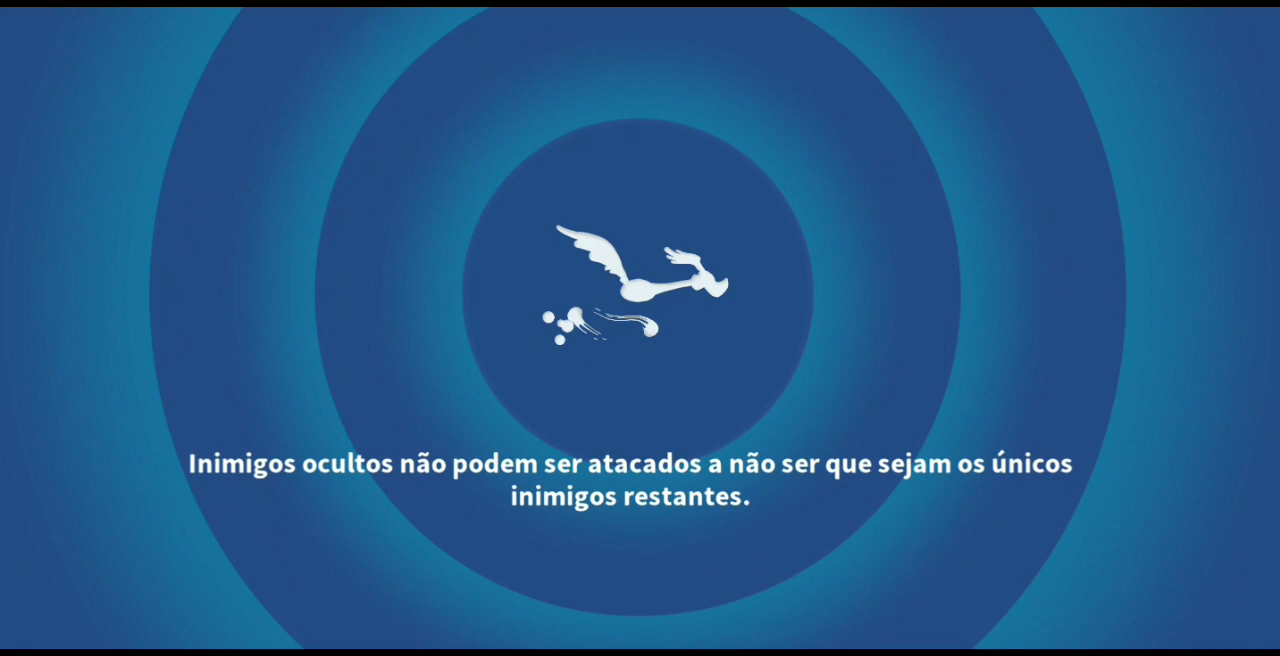 Inimigos ocultos não podem ser atacados a não ser que sejam os únicos
inimigos restantes.